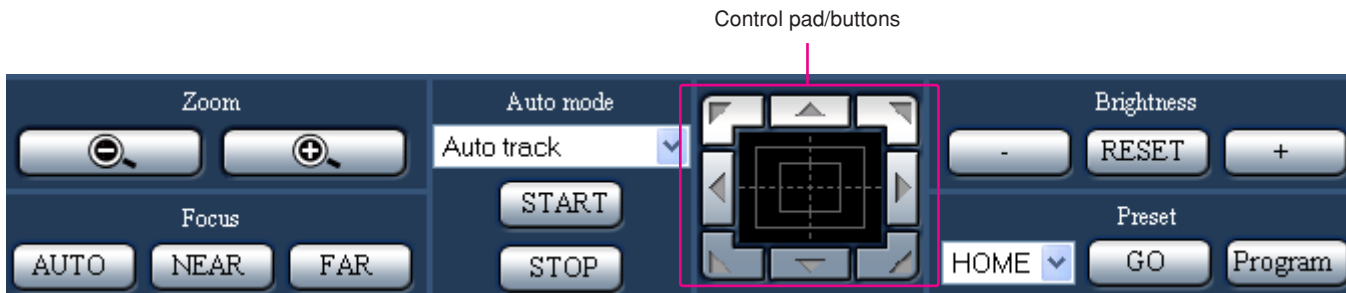 Control pad/buttons
Zoom
Auto mode
Auto track
START
STOP
Focus
AUTO NEAR FAR
Brightness
- RESET +
Preset
HOME GO Program